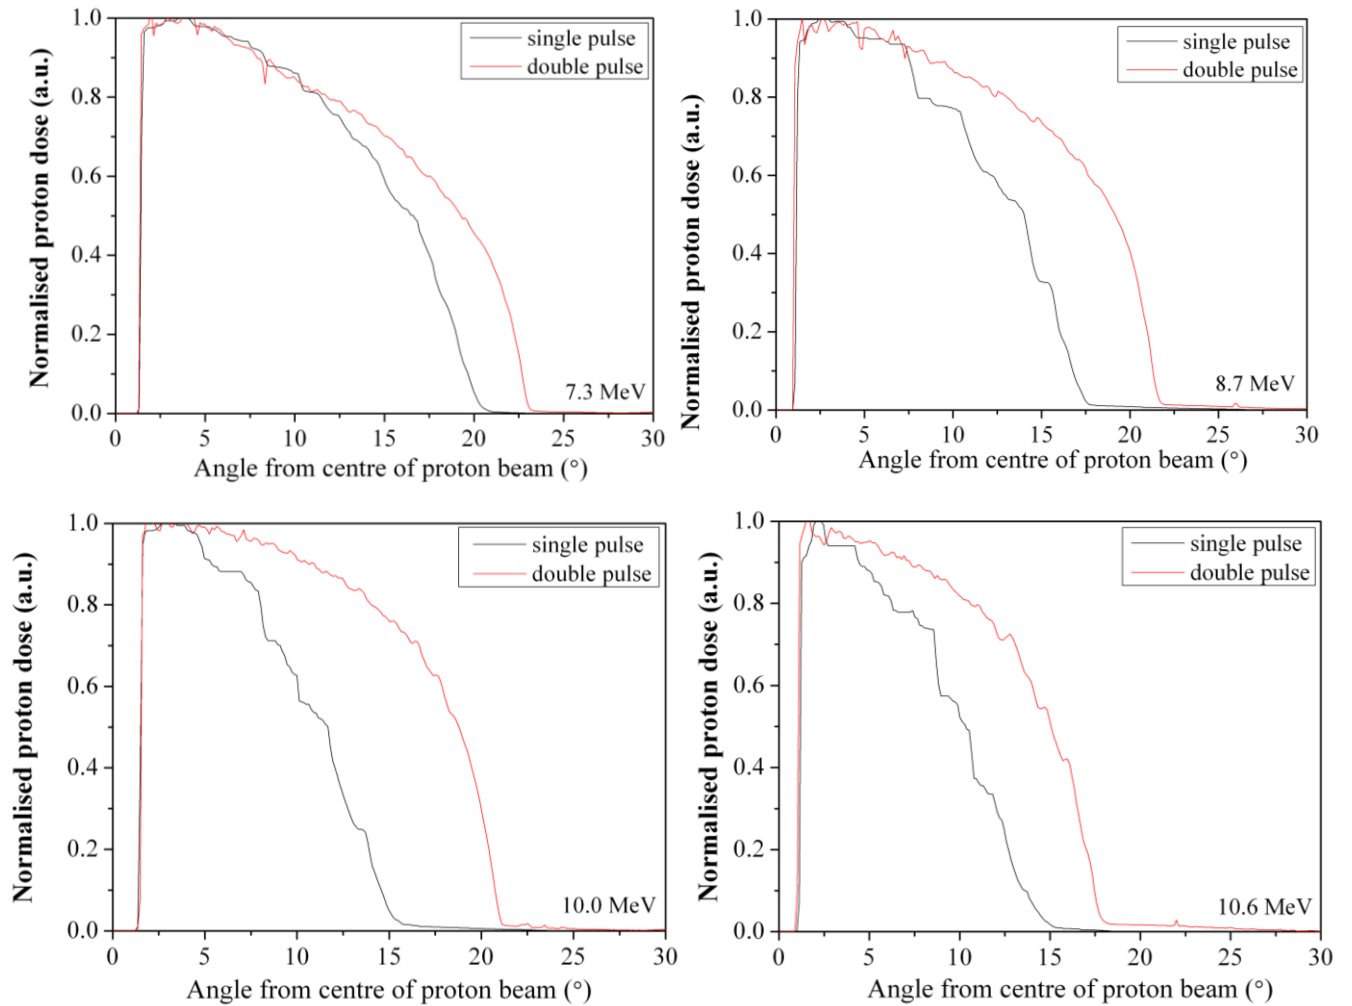 Normalised proton dose (a.u.)
1.0
0.8
0.6
0.4
0.2
0.0
single pulse
double pulse
7.3 MeV
0 5 10 15 20 25 30
Angle from centre of proton beam (°)
Normalised proton dose (a.u.)
1.0
0.8
0.6
0.4
0.2
0.0
single pulse
double pulse
8.7 MeV
0 5 10 15 20 25 30
Angle from centre of proton beam (°)
Normalised proton dose (a.u.)
1.0
0.8
0.6
0.4
0.2
0.0
single pulse
double pulse
10.0 MeV
0 5 10 15 20 25 30
Angle from centre of proton beam (°)
Normalised proton dose (a.u.)
1.0
0.8
0.6
0.4
0.2
0.0
single pulse
double pulse
10.6 MeV
0 5 10 15 20 25 30
Angle from centre of proton beam (°)